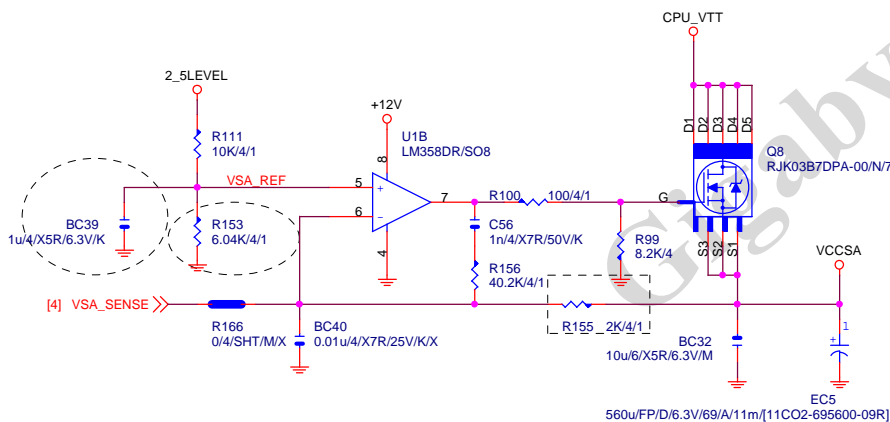 CPU_VTT
2_5LEVEL
+12V
R111
10K/4/1
U1B
LM358DR/SO8
D1
D2
D3
D4
D5
Q8
RJK03B7DPA-00/N/7
8
VSA_REF
5
+
6
−
7
4
R100
100/4/1
G
BC39
1u/4/X5R/6.3V/K
R153
6.04K/4/1
C56
1n/4/X7R/50V/K
R99
8.2K/4
S3
S2
S1
VCCSA
R156
40.2K/4/1
[4]
VSA_SENSE
R166
0/4/SHT/M/X
BC40
0.01u/4/X7R/25V/K/X
R155
2K/4/1
BC32
10u/6/X5R/6.3V/M
1
+
EC5
560u/FP/D/6.3V/69/A/11m/[11CO2-695600-09R]
Gigaby